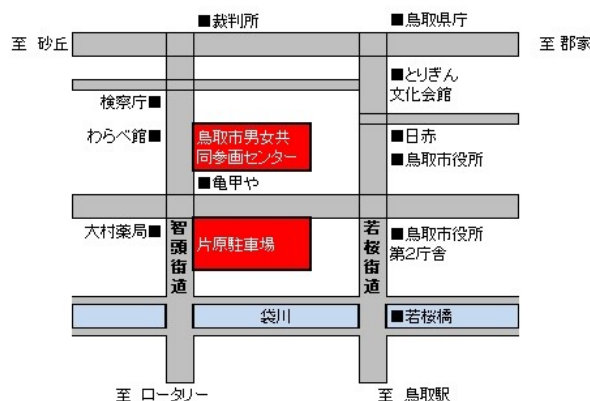 ■裁判所
■鳥取県庁
至 砂丘
至 郡家
■とりぎん
文化会館
検察庁■
わらべ館■
鳥取市男女共
同参画センター
■日赤
■鳥取市役所
■亀甲や
大村薬局■
智頭街道
片原駐車場
若桜街道
■鳥取市役所
第2庁舎
袋川
■若桜橋
至 ロータリー
至 鳥取駅